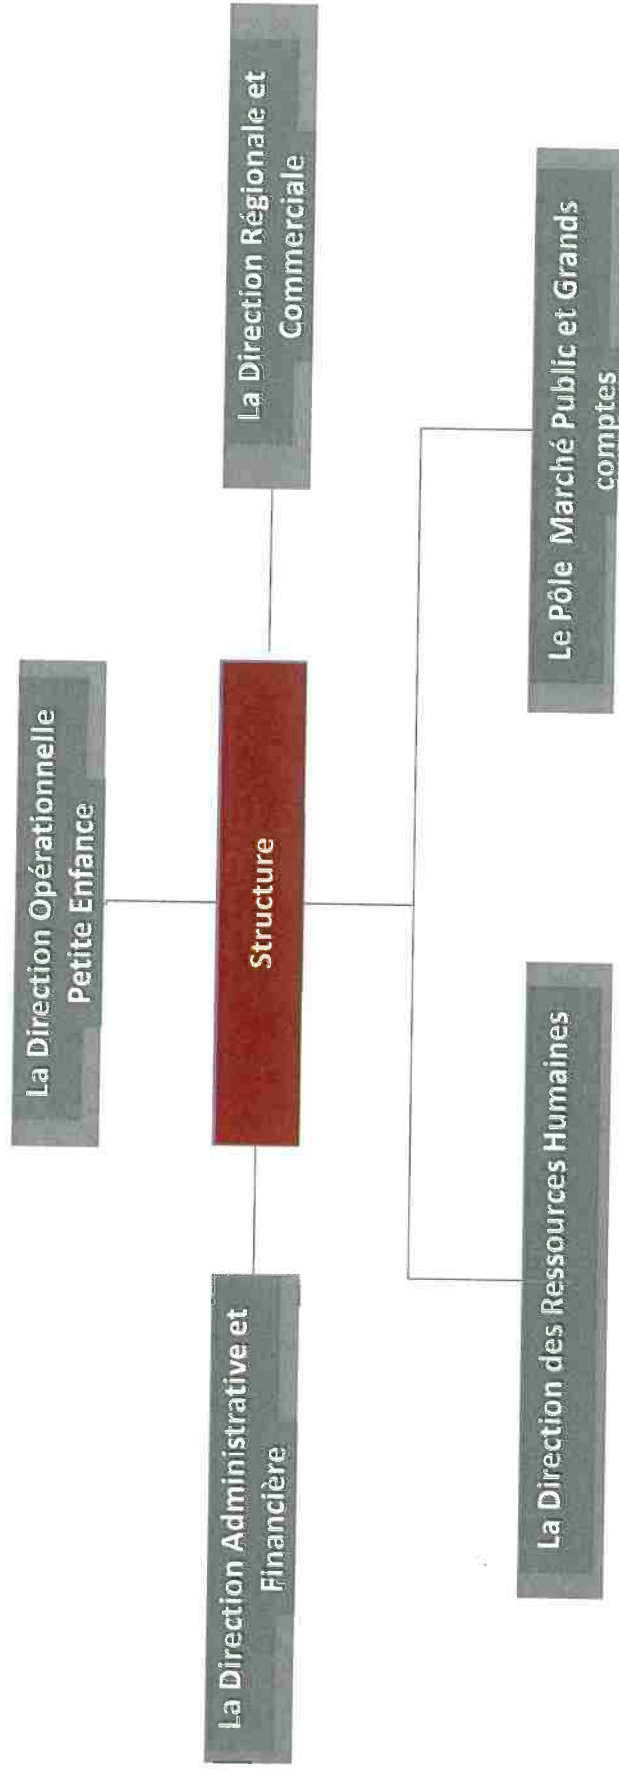 La Direction Opérationnelle
Petite Enfance
La Direction Administrative et
Financière
Structure
La Direction Régionale et
Commerciale
La Direction des Ressources Humaines
Le Pôle Marché Public et Grands
comptes